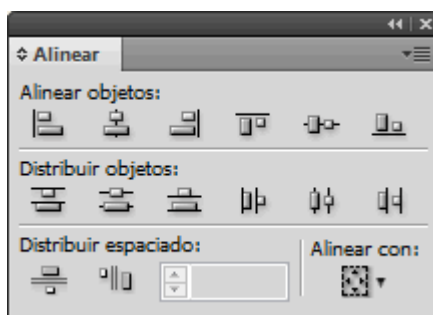 Alinear
Alinear objetos:
Distribuir objetos:
Distribuir espaciado:
Alinear con: